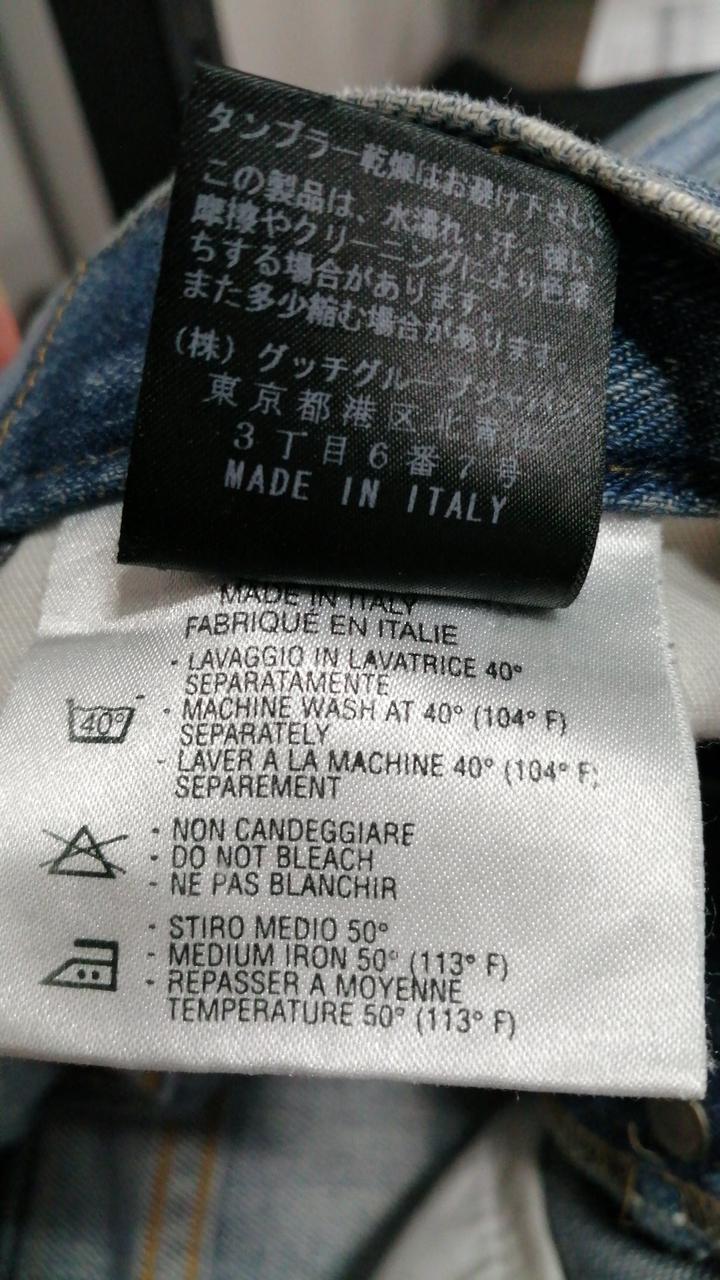 タンブラー乾燥はお避け下さい
この製品は、水濡れ・汗・
摩擦やクリーニングにより色落
ちする場合があります。
また多少縮む場合があります。
(株) グッチグループジャパン
東京都港区北青山
3丁目6番7号
MADE IN ITALY
MADE IN ITALY
FABRIQUÉ EN ITALIE
- LAVAGGIO IN LAVATRICE 40°
SEPARATAMENTE
40°
- MACHINE WASH AT 40° (104° F)
SEPARATELY
- LAVER A LA MACHINE 40° (104° F)
SEPAREMENT
- NON CANDEGGIARE
- DO NOT BLEACH
- NE PAS BLANCHIR
- STIRO MEDIO 50°
- MEDIUM IRON 50° (113° F)
- REPASSER A MOYENNE
TEMPERATURE 50° (113° F)